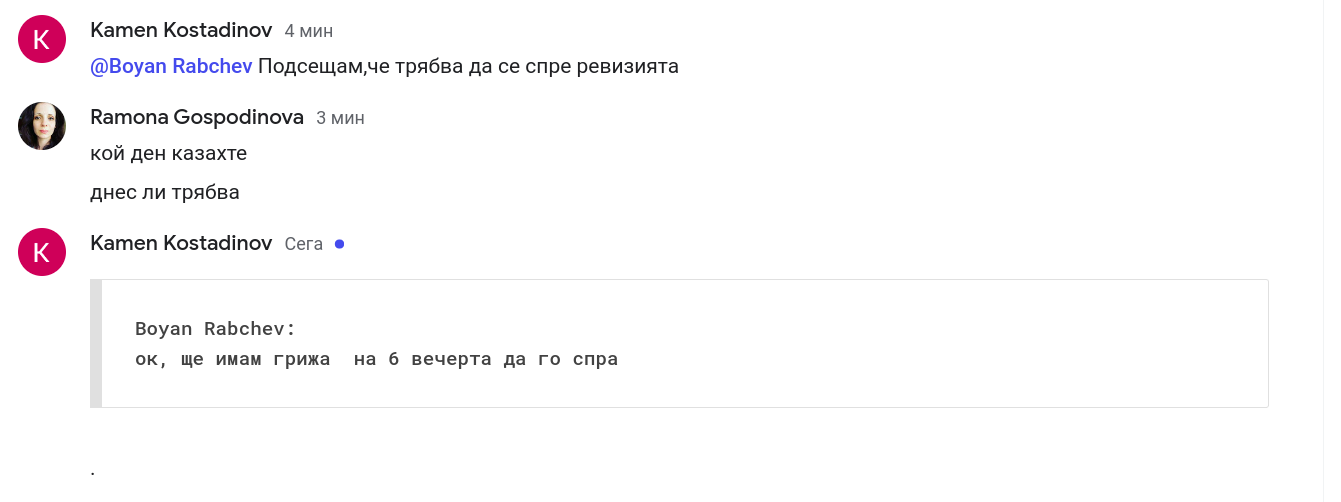 K
Kamen Kostadinov 4 мин
@Boyan Rabchev Подсещам,че трябва да се спре ревизията
Ramona Gospodinova 3 мин
кой ден казахте
днес ли трябва
K
Kamen Kostadinov Сега
Boyan Rabchev:
ок, ще имам грижа  на 6 вечерта да го спра
.